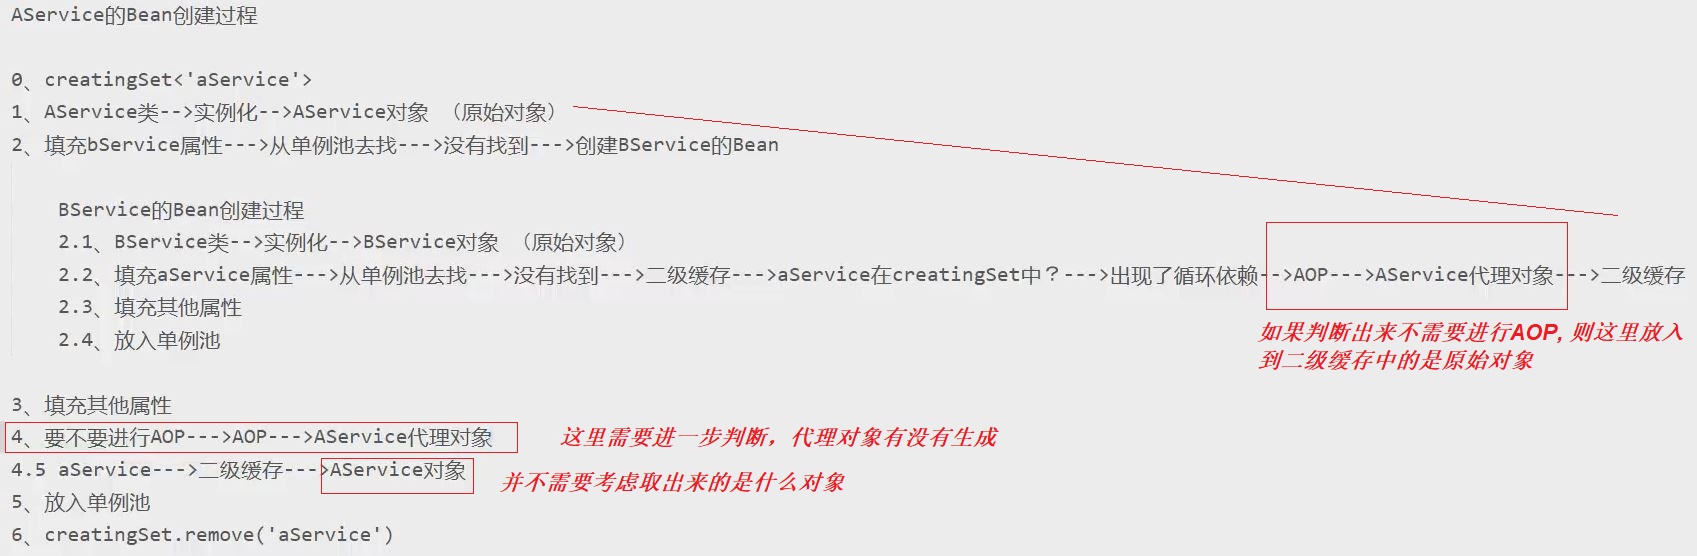 AService的Bean创建过程
0、creatingSet<'aService'>
1、AService类-->实例化-->AService对象 （原始对象）
2、填充bService属性--->从单例池去找--->没有找到--->创建BService的Bean
BService的Bean创建过程
2.1、BService类-->实例化-->BService对象 （原始对象）
2.2、填充aService属性--->从单例池去找--->没有找到--->二级缓存--->aService在creatingSet中？--->出现了循环依赖-->AOP--->AService代理对象--->二级缓存
2.3、填充其他属性
2.4、放入单例池
如果判断出来不需要进行AOP, 则这里放入
到二级缓存中的是原始对象
3、填充其他属性
4、要不要进行AOP--->AOP--->AService代理对象
这里需要进一步判断，代理对象有没有生成
4.5 aService--->二级缓存--->AService对象
并不需要考虑取出来的是什么对象
5、放入单例池
6、creatingSet.remove('aService')